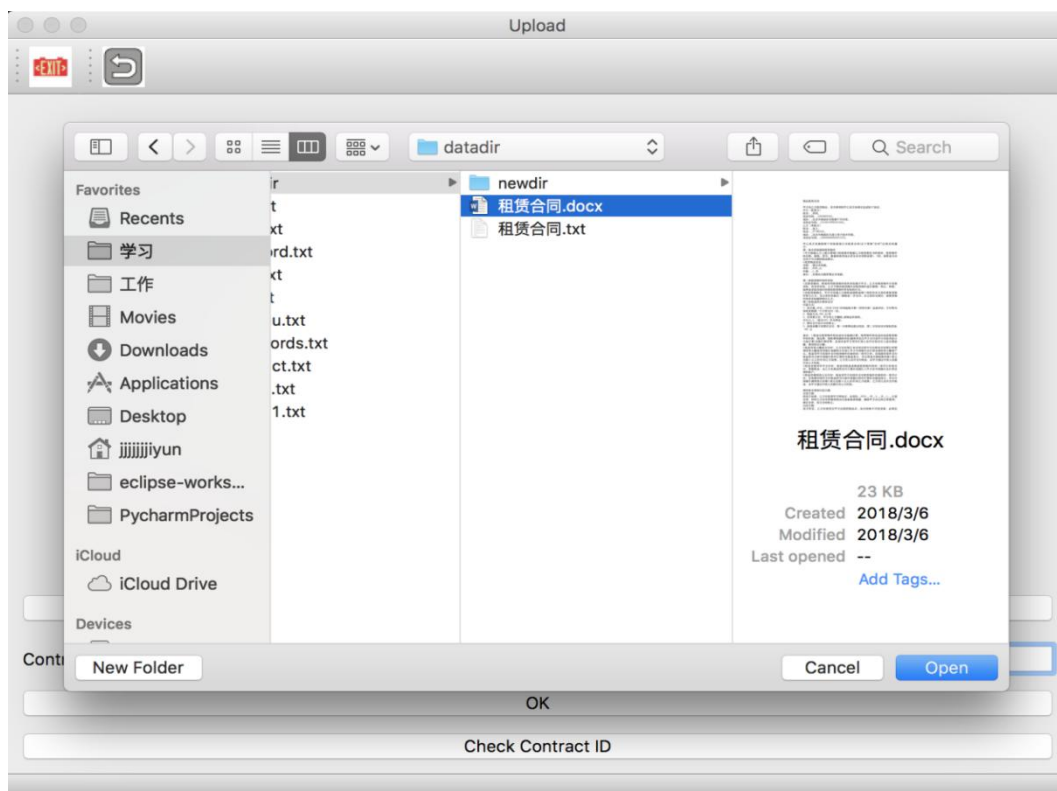 Upload
<EXIT>
datadir
Search
Favorites
Recents
学习
工作
Movies
Downloads
Applications
Desktop
jjjjjjjiyun
eclipse-works...
PycharmProjects
iCloud
iCloud Drive
Devices
ir
t
xt
ord.txt
xt
t
u.txt
ords.txt
ct.txt
.txt
1.txt
newdir
租赁合同.docx
租赁合同.txt
租赁合同.docx
23 KB
Created 2018/3/6
Modified 2018/3/6
Last opened --
Add Tags...
Contr
New Folder
Cancel
Open
OK
Check Contract ID